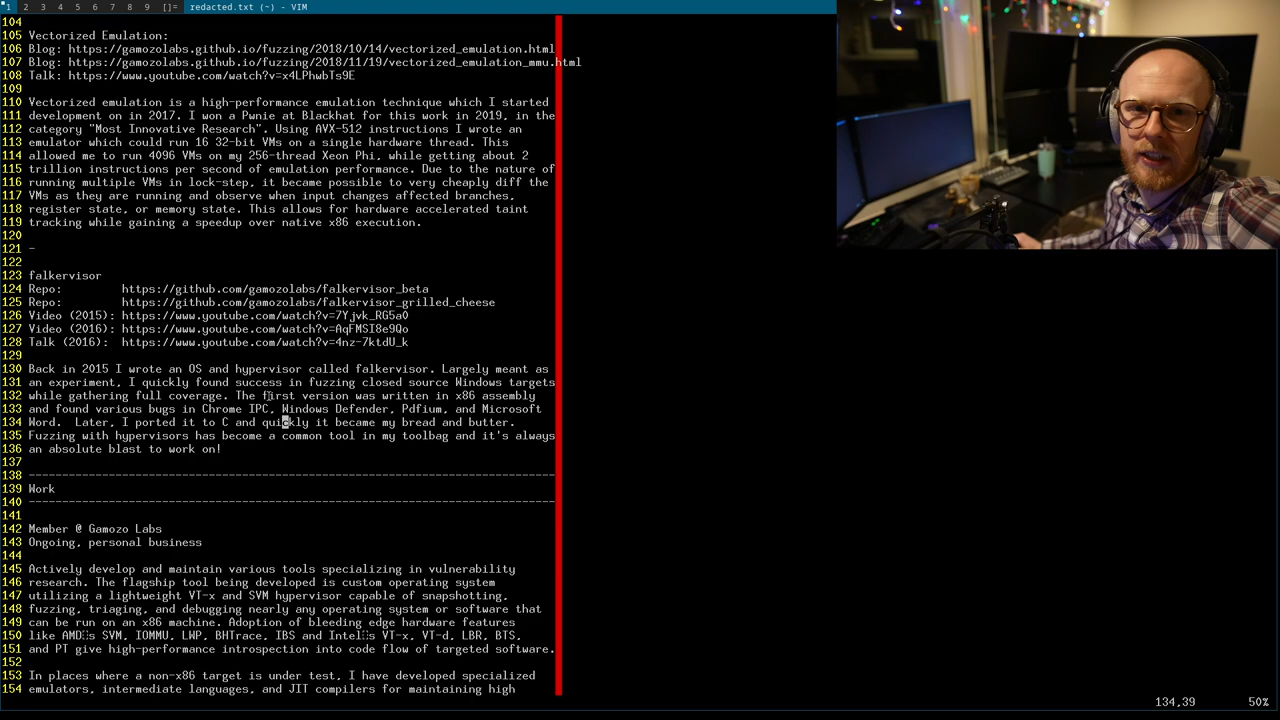 1 2 3 4 5 6 7 8 9 []= redacted.txt (~) - VIM
104
105 Vectorized Emulation:
106 Blog: https://gamozolabs.github.io/fuzzing/2018/10/14/vectorized_emulation.html
107 Blog: https://gamozolabs.github.io/fuzzing/2018/11/19/vectorized_emulation_mmu.html
108 Talk: https://www.youtube.com/watch?v=x4LPhwbTs9E
109
110 Vectorized emulation is a high-performance emulation technique which I started
111 development on in 2017. I won a Pwnie at Blackhat for this work in 2019, in the
112 category "Most Innovative Research". Using AVX-512 instructions I wrote an
113 emulator which could run 16 32-bit VMs on a single hardware thread. This
114 allowed me to run 4096 VMs on my 256-thread Xeon Phi, while getting about 2
115 trillion instructions per second of emulation performance. Due to the nature of
116 running multiple VMs in lock-step, it became possible to very cheaply diff the
117 VMs as they are running and observe when input changes affected branches,
118 register state, or memory state. This allows for hardware accelerated taint
119 tracking while gaining a speedup over native x86 execution.
120
121 -
122
123 falkervisor
124 Repo: https://github.com/gamozolabs/falkervisor_beta
125 Repo: https://github.com/gamozolabs/falkervisor_grilled_cheese
126 Video (2015): https://www.youtube.com/watch?v=7Yjvk_RG5a0
127 Video (2016): https://www.youtube.com/watch?v=AqFMSI8e9Qo
128 Talk (2016): https://www.youtube.com/watch?v=4nz-7ktdU_k
129
130 Back in 2015 I wrote an OS and hypervisor called falkervisor. Largely meant as
131 an experiment, I quickly found success in fuzzing closed source Windows targets
132 while gathering full coverage. The first version was written in x86 assembly
133 and found various bugs in Chrome IPC, Windows Defender, Pdfium, and Microsoft
134 Word.  Later, I ported it to C and quickly it became my bread and butter.
135 Fuzzing with hypervisors has become a common tool in my toolbag and it's always
136 an absolute blast to work on!
137
138 -------------------------------------------------------------------------------
139 Work
140 -------------------------------------------------------------------------------
141
142 Member @ Gamozo Labs
143 Ongoing, personal business
144
145 Actively develop and maintain various tools specializing in vulnerability
146 research. The flagship tool being developed is custom operating system
147 utilizing a lightweight VT-x and SVM hypervisor capable of snapshotting,
148 fuzzing, triaging, and debugging nearly any operating system or software that
149 can be run on an x86 machine. Adoption of bleeding edge hardware features
150 like AMD▯s SVM, IOMMU, LWP, BHTrace, IBS and Intel▯s VT-x, VT-d, LBR, BTS,
151 and PT give high-performance introspection into code flow of targeted software.
152
153 In places where a non-x86 target is under test, I have developed specialized
154 emulators, intermediate languages, and JIT compilers for maintaining high
134,39 50%